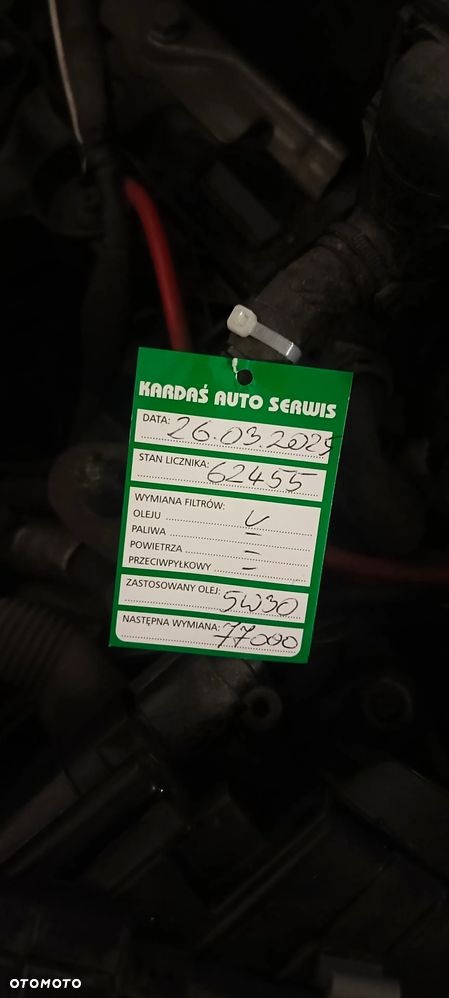 KARDAŚ AUTO SERWIS
DATA: 26.03.2025
STAN LICZNIKA: 62455
WYMIANA FILTRÓW:
OLEJU V
PALIWA –
POWIETRZA –
PRZECIWPYŁKOWY –
ZASTOSOWANY OLEJ: 5W30
NASTĘPNA WYMIANA: 77000
OTOMOTO